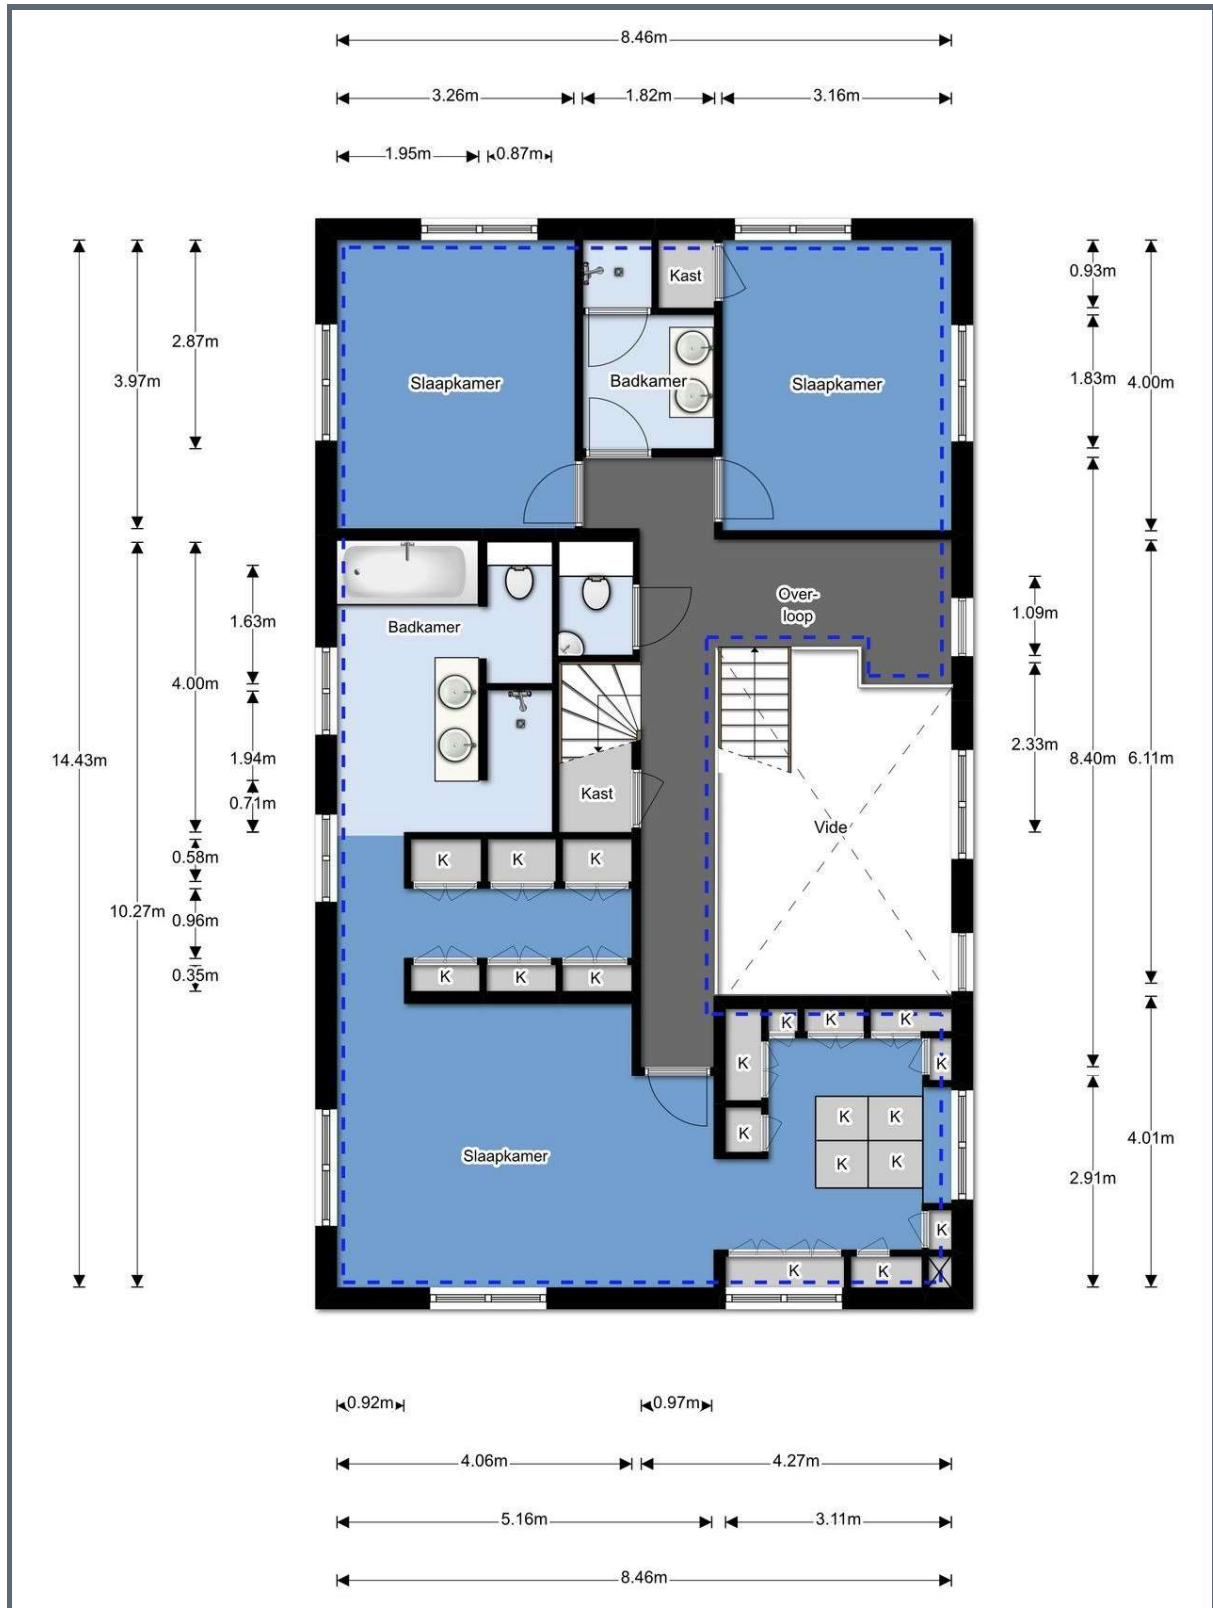 8.46m
3.26m
1.82m
3.16m
1.95m
0.87m
Kast
0.93m
2.87m
3.97m
Slaapkamer
Badkamer
Slaapkamer
1.83m
4.00m
Over-
loop
1.09m
1.63m
Badkamer
4.00m
14.43m
1.94m
2.33m
8.40m
6.11m
0.71m
Kast
Vide
0.58m
K
K
K
10.27m
0.96m
0.35m
K
K
K
K
K
K
K
K
K
K
K
K
K
4.01m
Slaapkamer
2.91m
K
K
K
0.92m
0.97m
4.06m
4.27m
5.16m
3.11m
8.46m